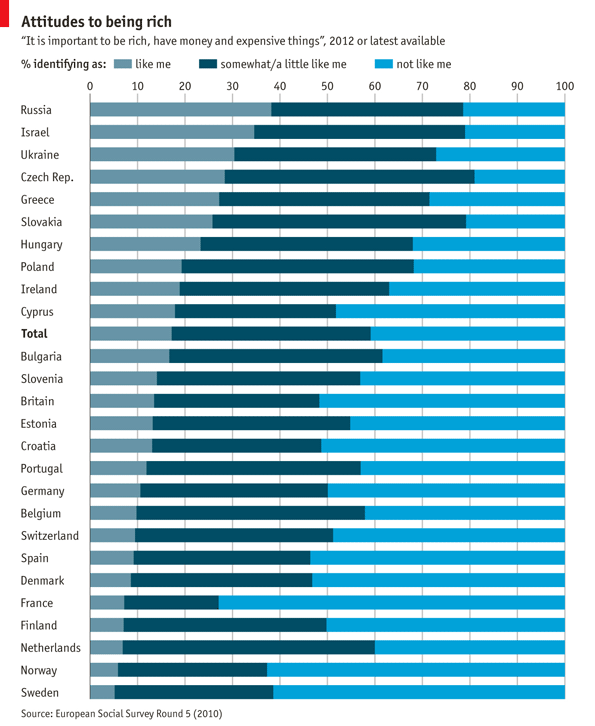 Attitudes to being rich
“It is important to be rich, have money and expensive things”, 2012 or latest available
% identifying as: like me somewhat/a little like me not like me
0 10 20 30 40 50 60 70 80 90 100
Russia
Israel
Ukraine
Czech Rep.
Greece
Slovakia
Hungary
Poland
Ireland
Cyprus
Total
Bulgaria
Slovenia
Britain
Estonia
Croatia
Portugal
Germany
Belgium
Switzerland
Spain
Denmark
France
Finland
Netherlands
Norway
Sweden
Source: European Social Survey Round 5 (2010)